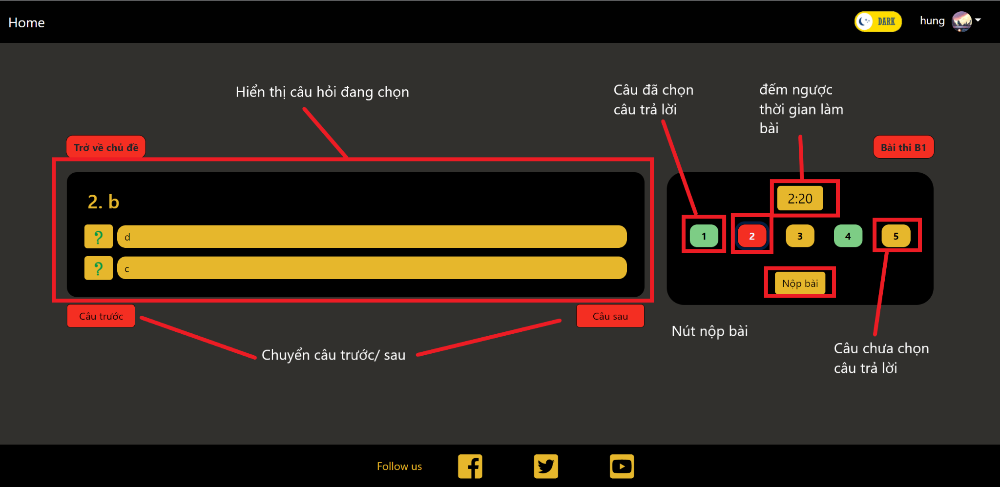 Home
DARK
hung
Hiển thị câu hỏi đang chọn
Câu đã chọn
câu trả lời
đếm ngược
thời gian làm
bài
Trở về chủ đề
Bài thi B1
2. b
? d
? c
2:20
1 2 3 4 5
Nộp bài
Câu trước
Câu sau
Chuyển câu trước/ sau
Nút nộp bài
Câu chưa chọn
câu trả lời
Follow us